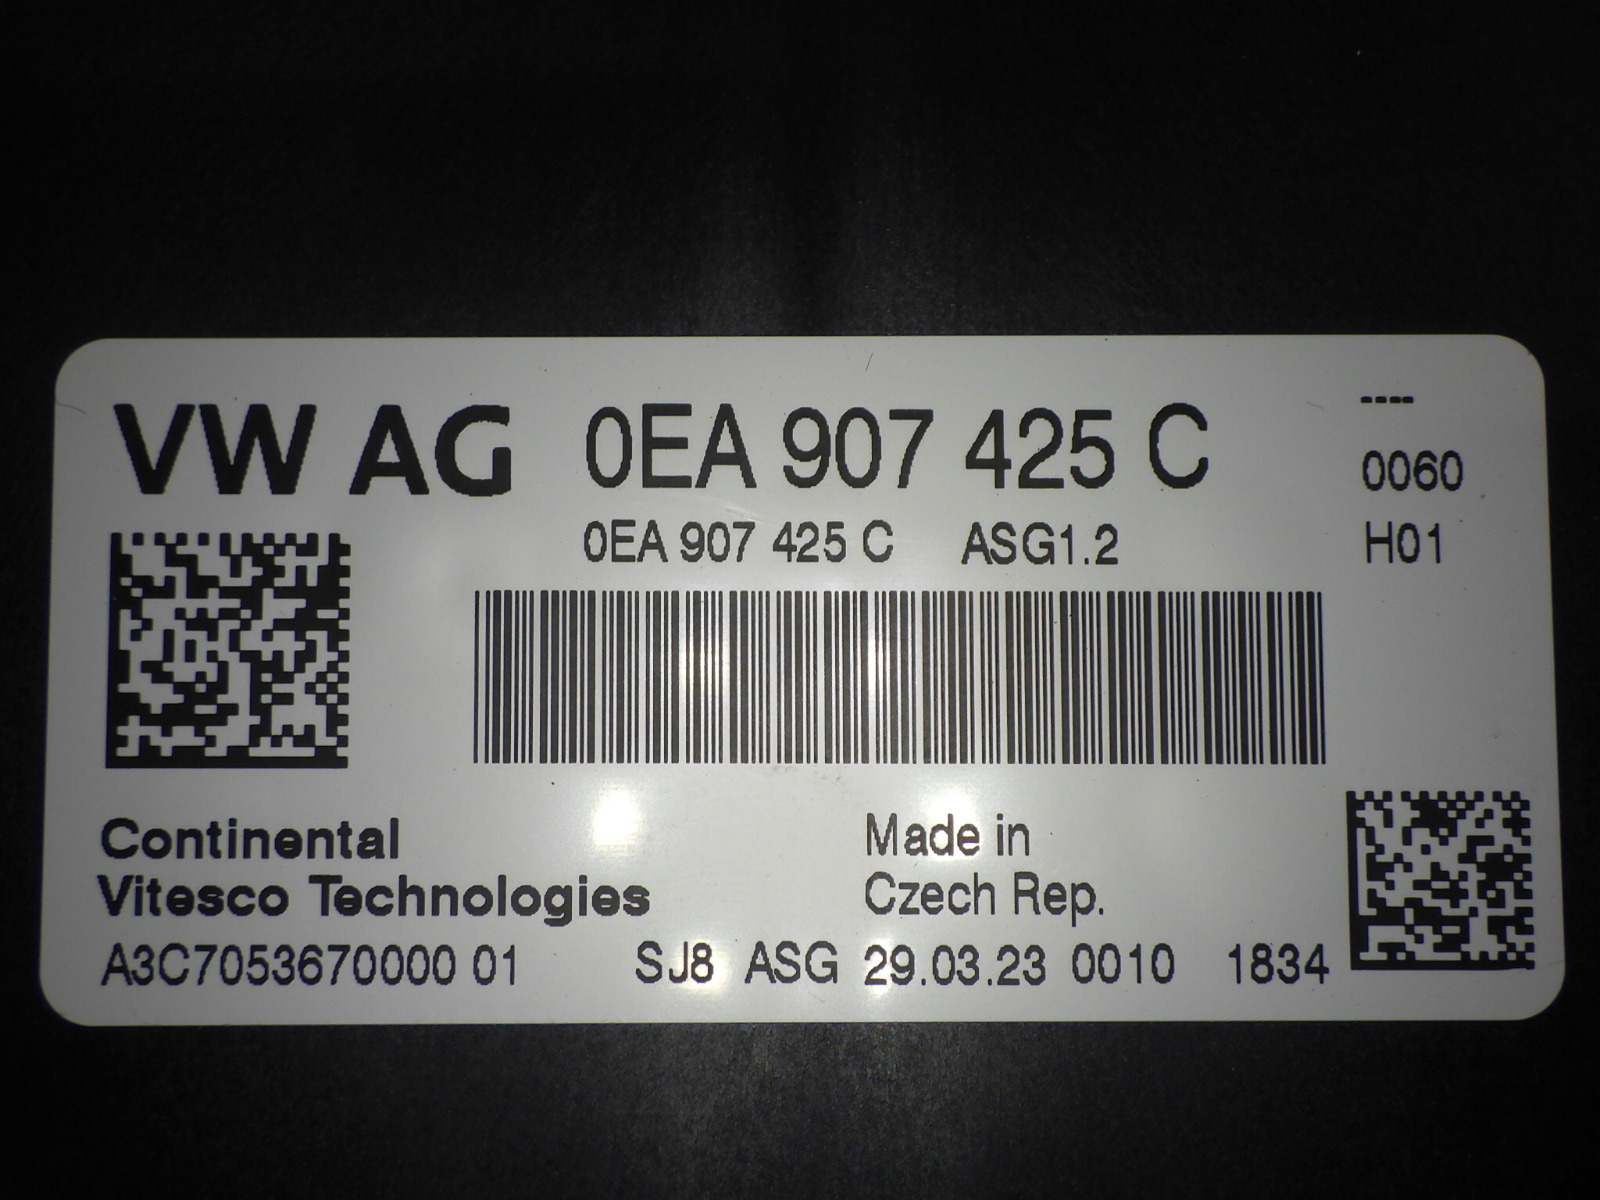 VW AG 0EA 907 425 C ----
0060
0EA 907 425 C ASG1.2 H01
Continental
Vitesco Technologies
Made in
Czech Rep.
A3C7053670000 01 SJ8 ASG 29.03.23 0010 1834